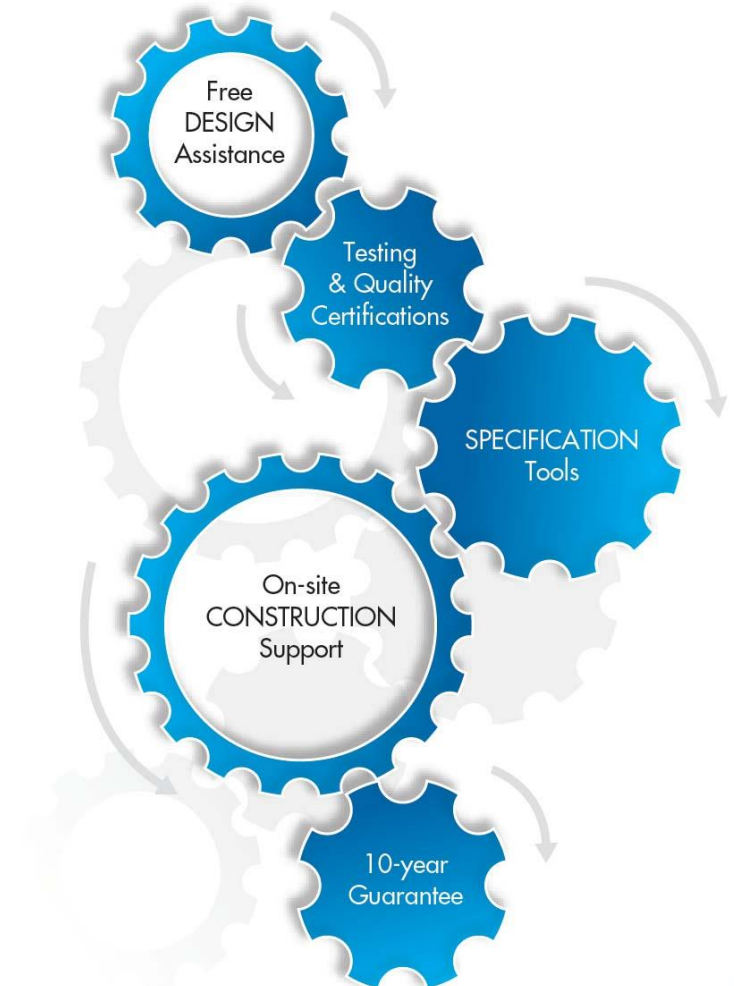 Free
DESIGN
Assistance
Testing
& Quality
Certifications
SPECIFICATION
Tools
On-site
CONSTRUCTION
Support
10-year
Guarantee